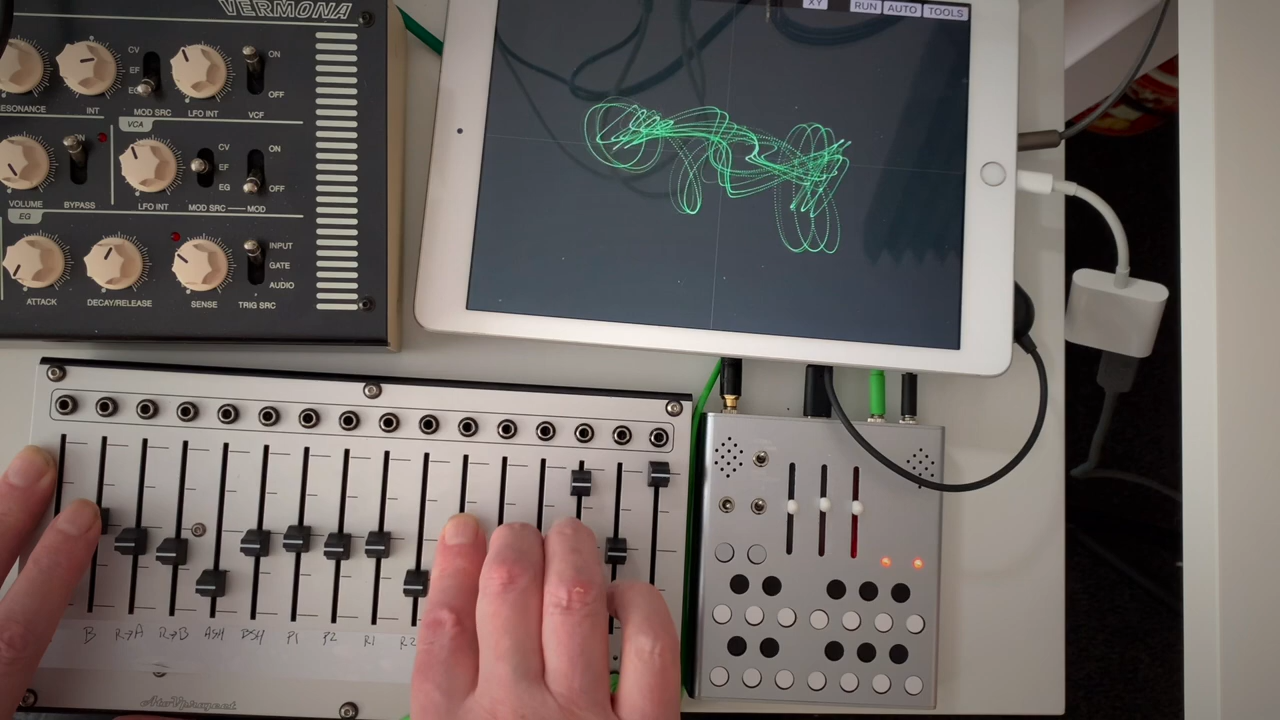 VERMONA
XY RUN AUTO TOOLS
CV ON
EF
MOD SRC LFO INT VCF OFF
INT
VCA
ON CV ON
EF
EG OFF
VOLUME BYPASS LFO INT MOD SRC MOD
EG
INPUT
GATE
AUDIO
ATTACK DECAY/RELEASE SENSE TRIG SRC
B R→A R→B ASH BSH P1 P2 R1 R2